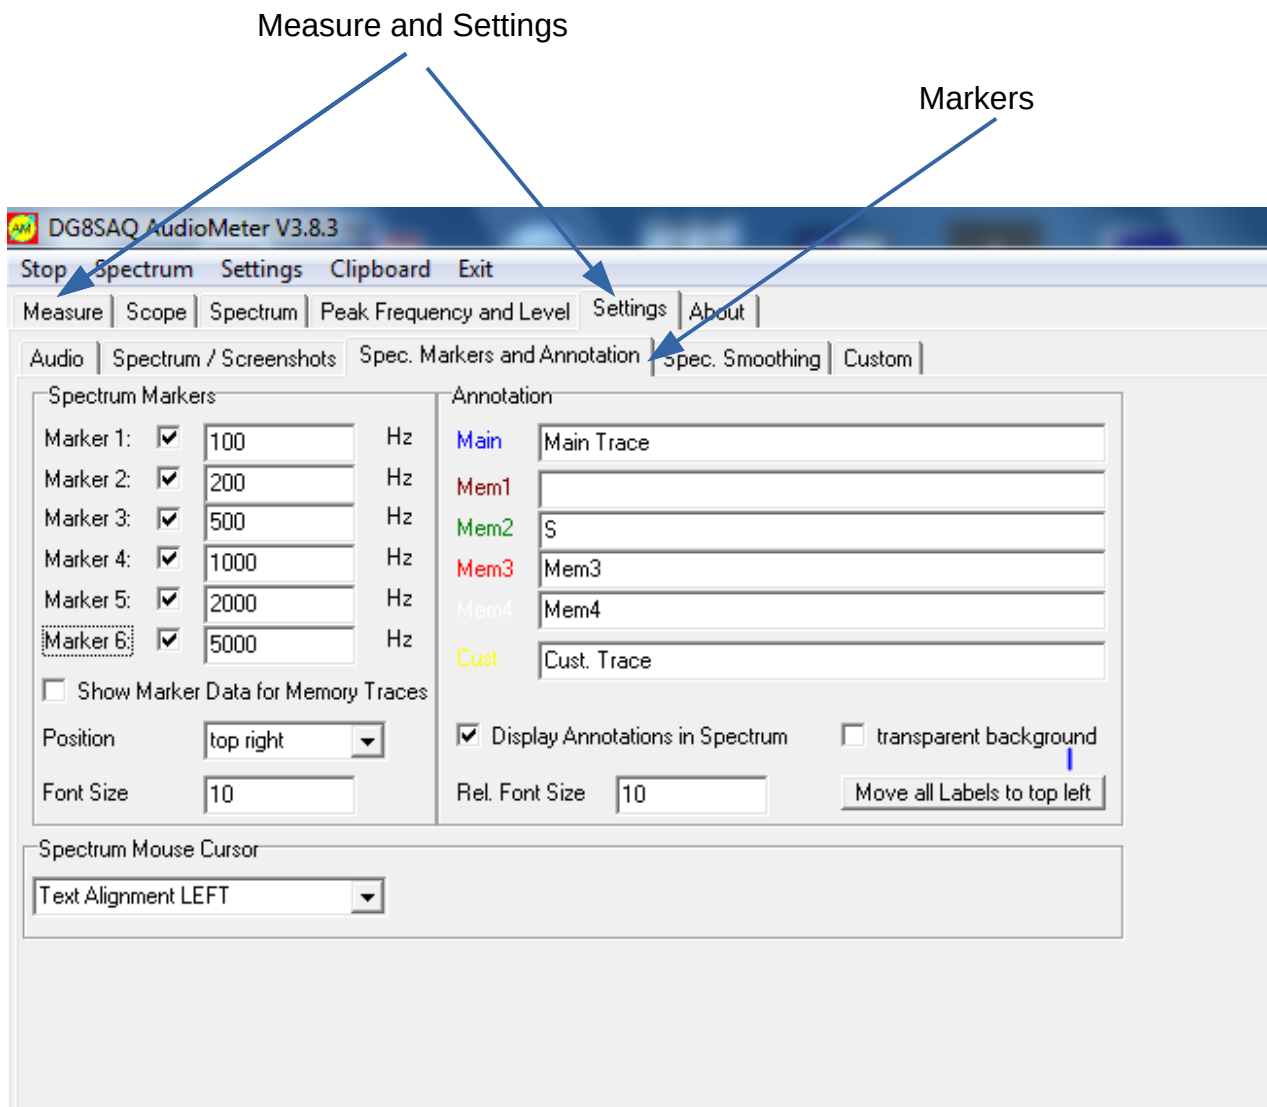 Measure and Settings
Markers
AM DG8SAQ AudioMeter V3.8.3
Stop Spectrum Settings Clipboard Exit
Measure Scope Spectrum Peak Frequency and Level Settings About
Audio Spectrum / Screenshots Spec. Markers and Annotation Spec. Smoothing Custom
Spectrum Markers
Marker 1: 100 Hz
Marker 2: 200 Hz
Marker 3: 500 Hz
Marker 4: 1000 Hz
Marker 5: 2000 Hz
Marker 6: 5000 Hz
Show Marker Data for Memory Traces
Position top right
Font Size 10
Annotation
Main Main Trace
Mem1
Mem2 S
Mem3 Mem3
Mem4 Mem4
Cust Cust. Trace
Display Annotations in Spectrum transparent background
Rel. Font Size 10 Move all Labels to top left
Spectrum Mouse Cursor
Text Alignment LEFT